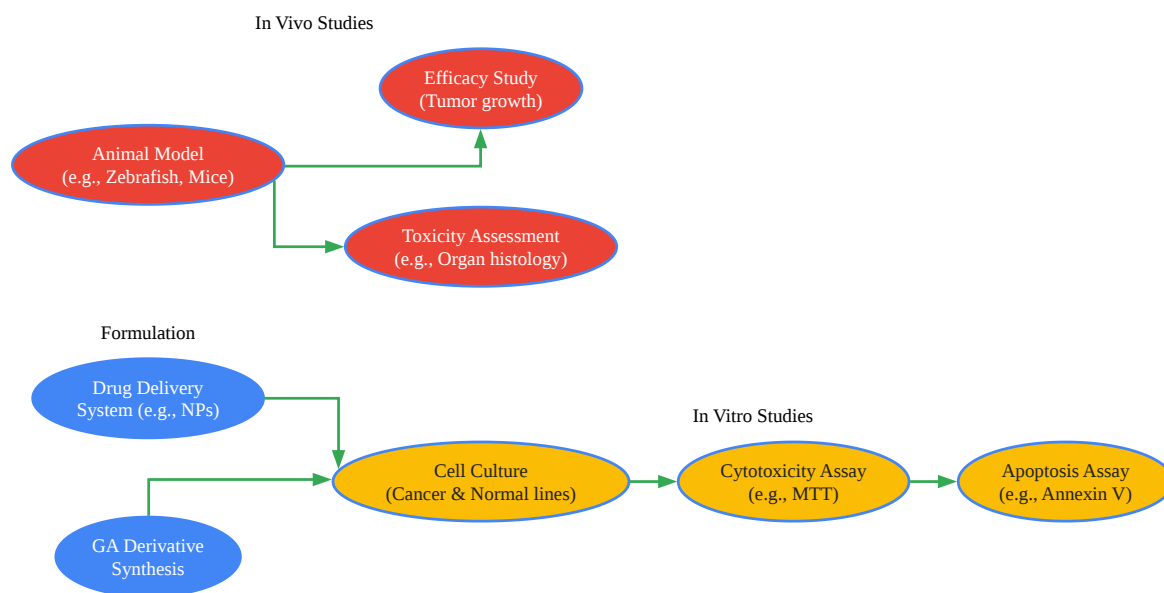 In Vivo Studies
Efficacy Study
(Tumor growth)
Animal Model
(e.g., Zebrafish, Mice)
Toxicity Assessment
(e.g., Organ histology)
Formulation
Drug Delivery
System (e.g., NPs)
In Vitro Studies
Cell Culture
(Cancer & Normal lines)
Cytotoxicity Assay
(e.g., MTT)
Apoptosis Assay
(e.g., Annexin V)
GA Derivative
Synthesis